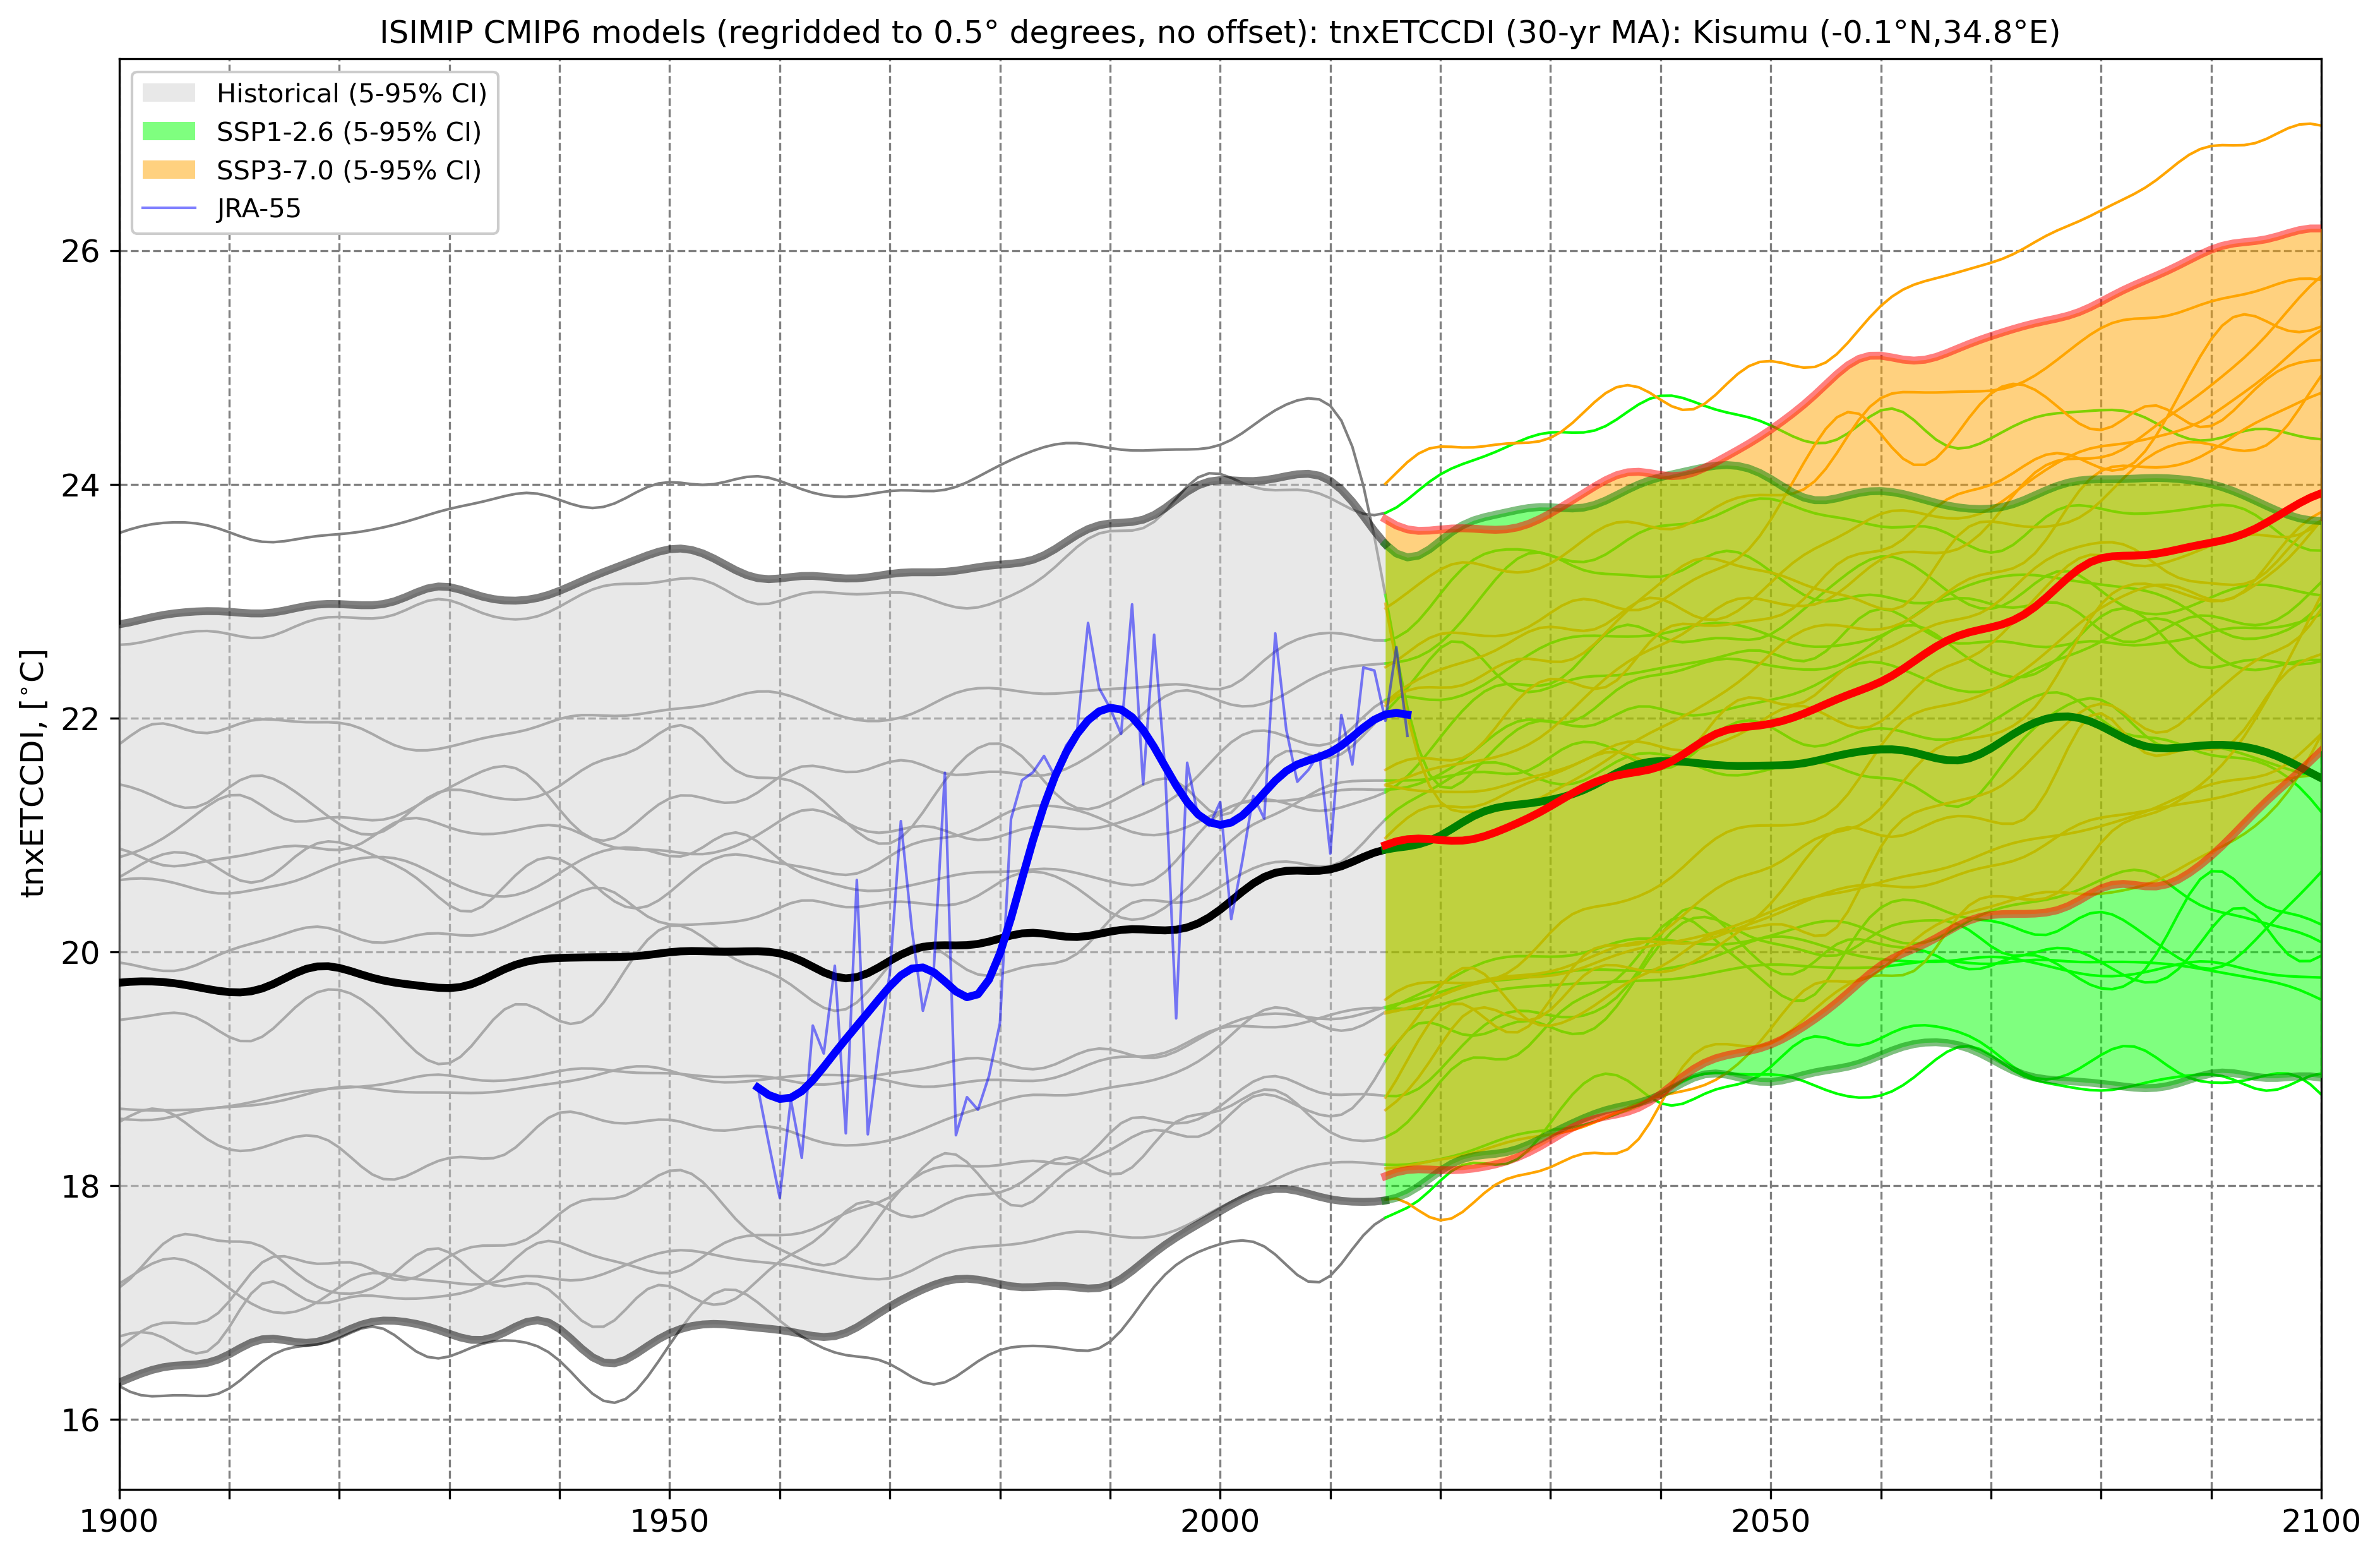 ISIMIP CMIP6 models (regridded to 0.5° degrees, no offset): tnxETCCDI (30-yr MA): Kisumu (-0.1°N,34.8°E)
Historical (5-95% CI)
SSP1-2.6 (5-95% CI)
SSP3-7.0 (5-95% CI)
JRA-55
tnxETCCDI, [°C]
26
24
22
20
18
16
1900
1950
2000
2050
2100